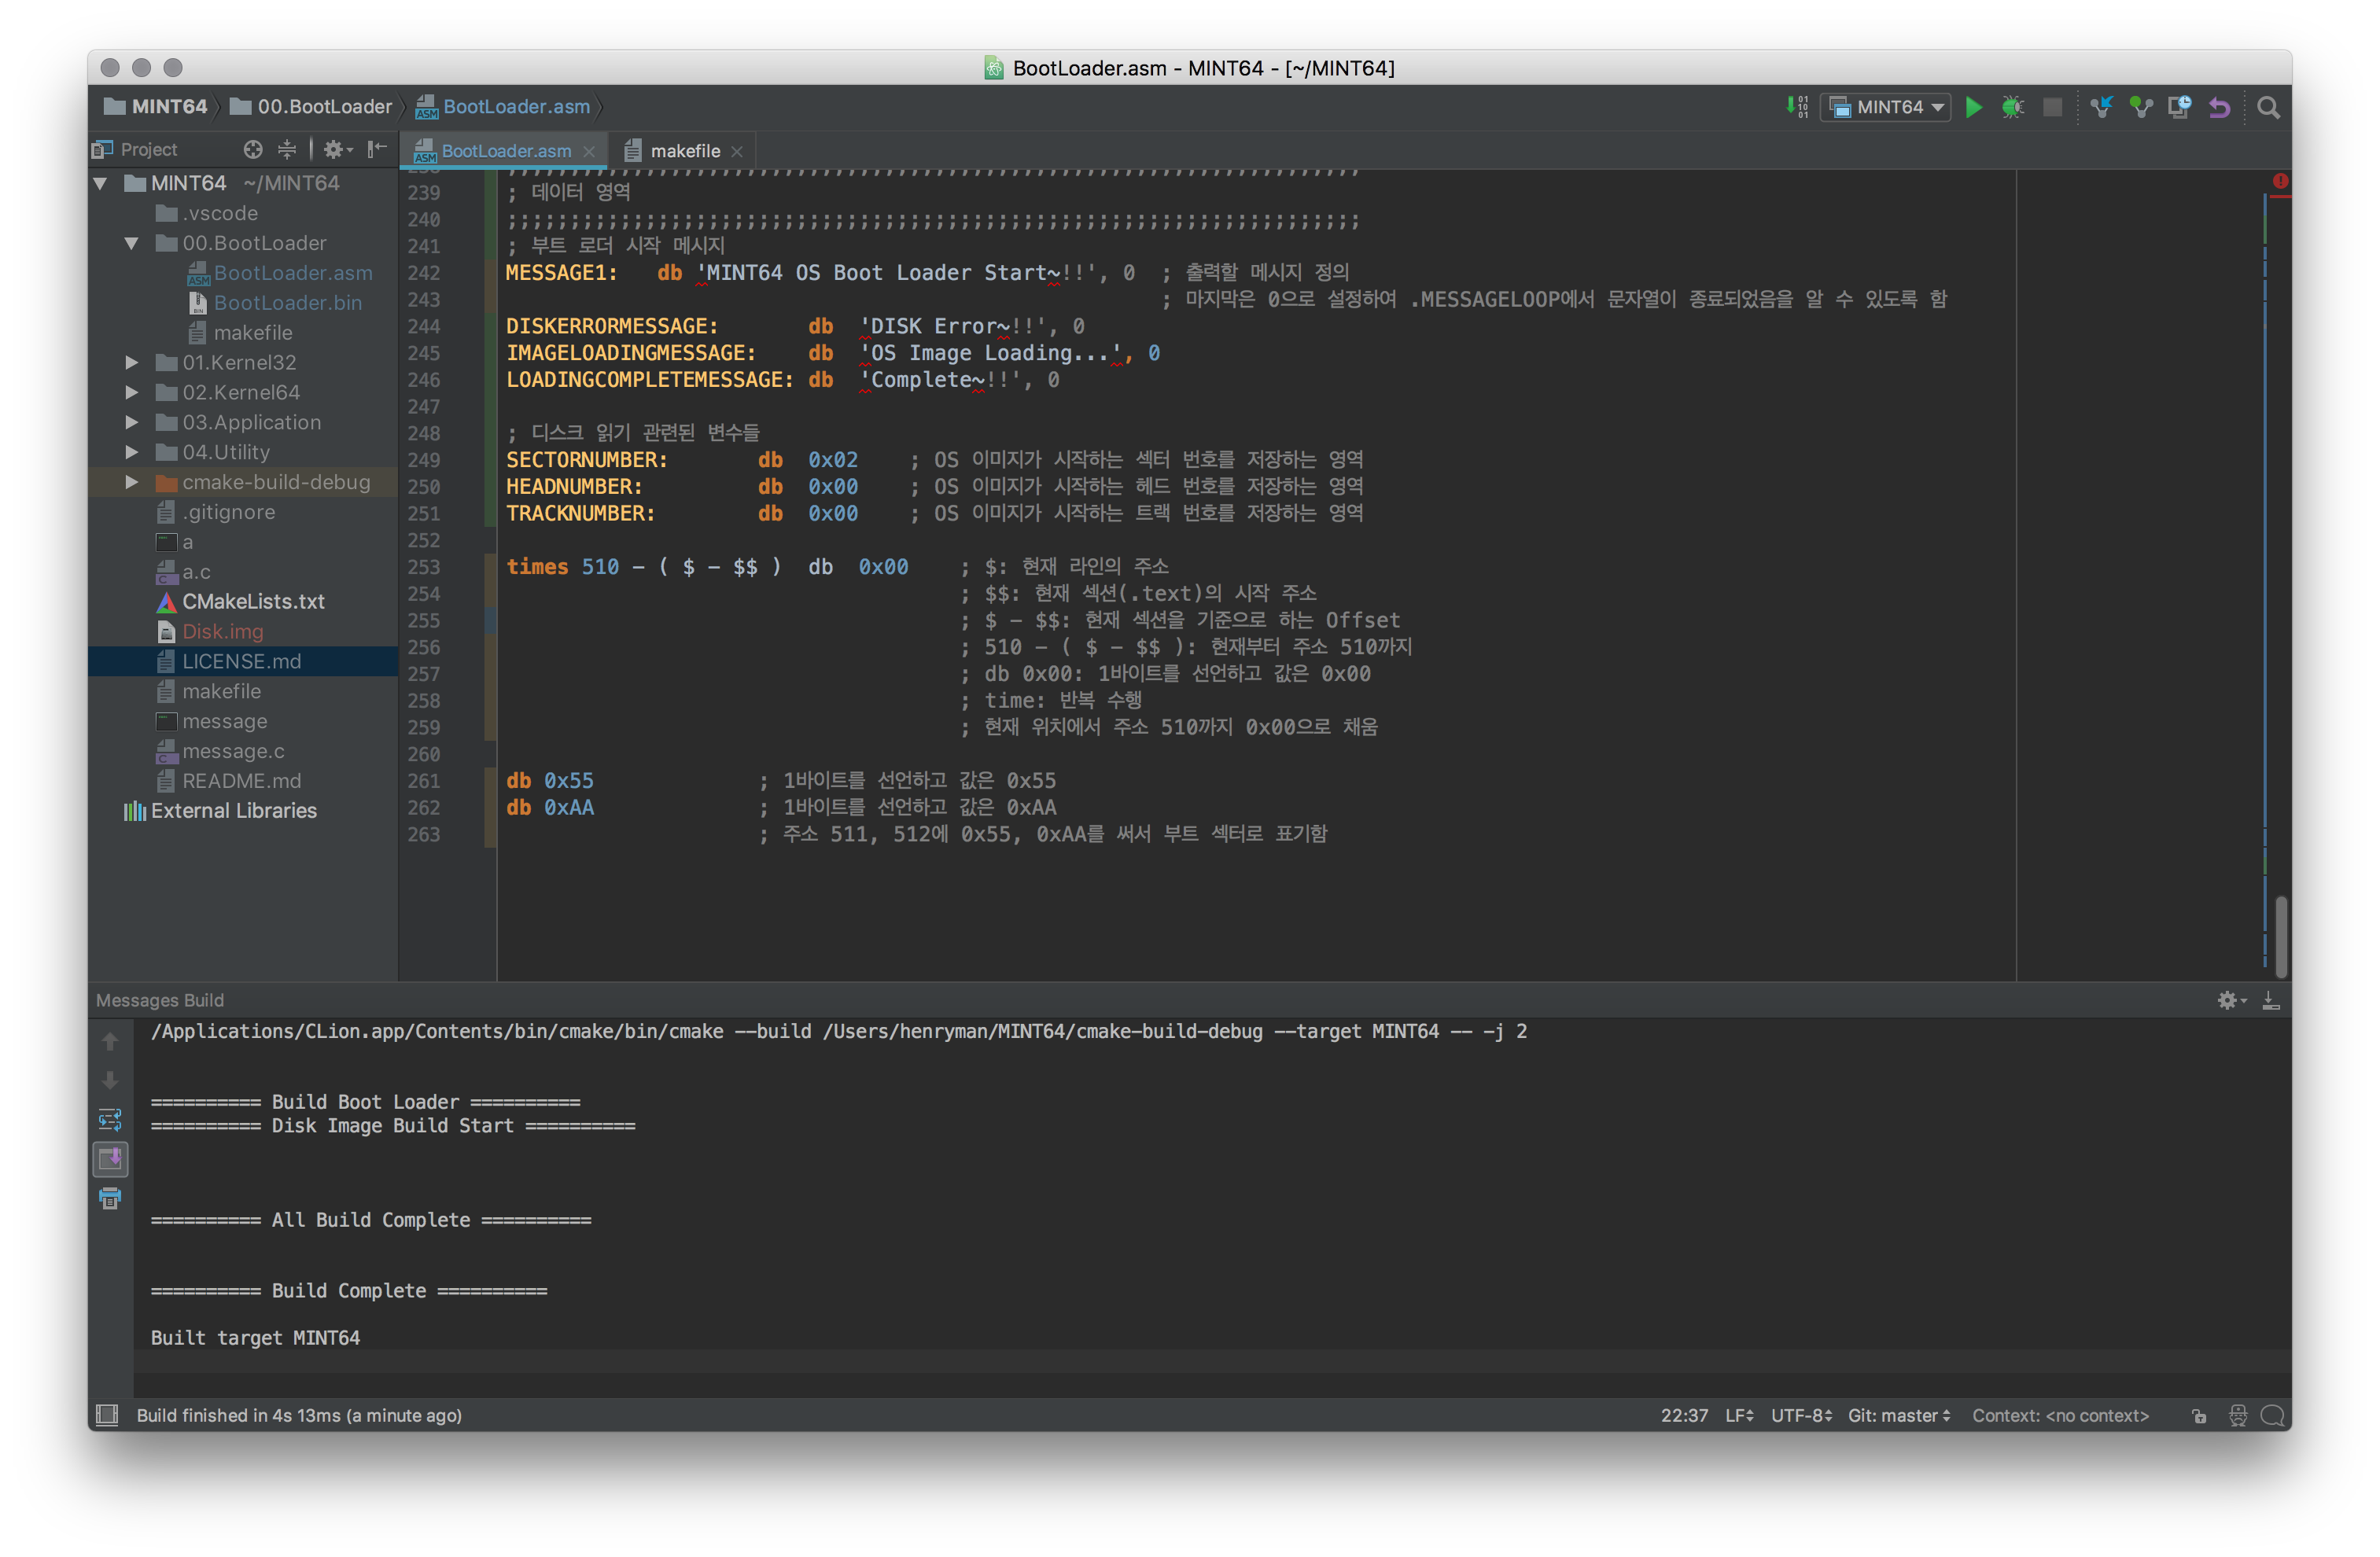 BootLoader.asm - MINT64 - [~/MINT64]
MINT64 00.BootLoader BootLoader.asm
MINT64
Project
BootLoader.asm makefile
MINT64 ~/MINT64
.vscode
00.BootLoader
BootLoader.asm
BootLoader.bin
makefile
01.Kernel32
02.Kernel64
03.Application
04.Utility
cmake-build-debug
.gitignore
a
a.c
CMakeLists.txt
Disk.img
LICENSE.md
makefile
message
message.c
README.md
External Libraries
239 ; 데이터 영역
240 ;;;;;;;;;;;;;;;;;;;;;;;;;;;;;;;;;;;;;;;;;;;;;;;;;;;;;;;;;;;;;;;;;;;;
241 ; 부트 로더 시작 메시지
242 MESSAGE1: db 'MINT64 OS Boot Loader Start~!!', 0 ; 출력할 메시지 정의
243 ; 마지막은 0으로 설정하여 .MESSAGELOOP에서 문자열이 종료되었음을 알 수 있도록 함
244 DISKERRORMESSAGE: db 'DISK Error~!!', 0
245 IMAGELOADINGMESSAGE: db 'OS Image Loading...', 0
246 LOADINGCOMPLETEMESSAGE: db 'Complete~!!', 0
247
248 ; 디스크 읽기 관련된 변수들
249 SECTORNUMBER: db 0x02 ; OS 이미지가 시작하는 섹터 번호를 저장하는 영역
250 HEADNUMBER: db 0x00 ; OS 이미지가 시작하는 헤드 번호를 저장하는 영역
251 TRACKNUMBER: db 0x00 ; OS 이미지가 시작하는 트랙 번호를 저장하는 영역
252
253 times 510 - ( $ - $$ ) db 0x00 ; $: 현재 라인의 주소
254 ; $$: 현재 섹션(.text)의 시작 주소
255 ; $ - $$: 현재 섹션을 기준으로 하는 Offset
256 ; 510 - ( $ - $$ ): 현재부터 주소 510까지
257 ; db 0x00: 1바이트를 선언하고 값은 0x00
258 ; time: 반복 수행
259 ; 현재 위치에서 주소 510까지 0x00으로 채움
260
261 db 0x55 ; 1바이트를 선언하고 값은 0x55
262 db 0xAA ; 1바이트를 선언하고 값은 0xAA
263 ; 주소 511, 512에 0x55, 0xAA를 써서 부트 섹터로 표기함
Messages Build
/Applications/CLion.app/Contents/bin/cmake/bin/cmake --build /Users/henryman/MINT64/cmake-build-debug --target MINT64 -- -j 2
========== Build Boot Loader ==========
========== Disk Image Build Start ==========
========== All Build Complete ==========
========== Build Complete ==========
Built target MINT64
Build finished in 4s 13ms (a minute ago)
22:37 LF UTF-8 Git: master Context: <no context>